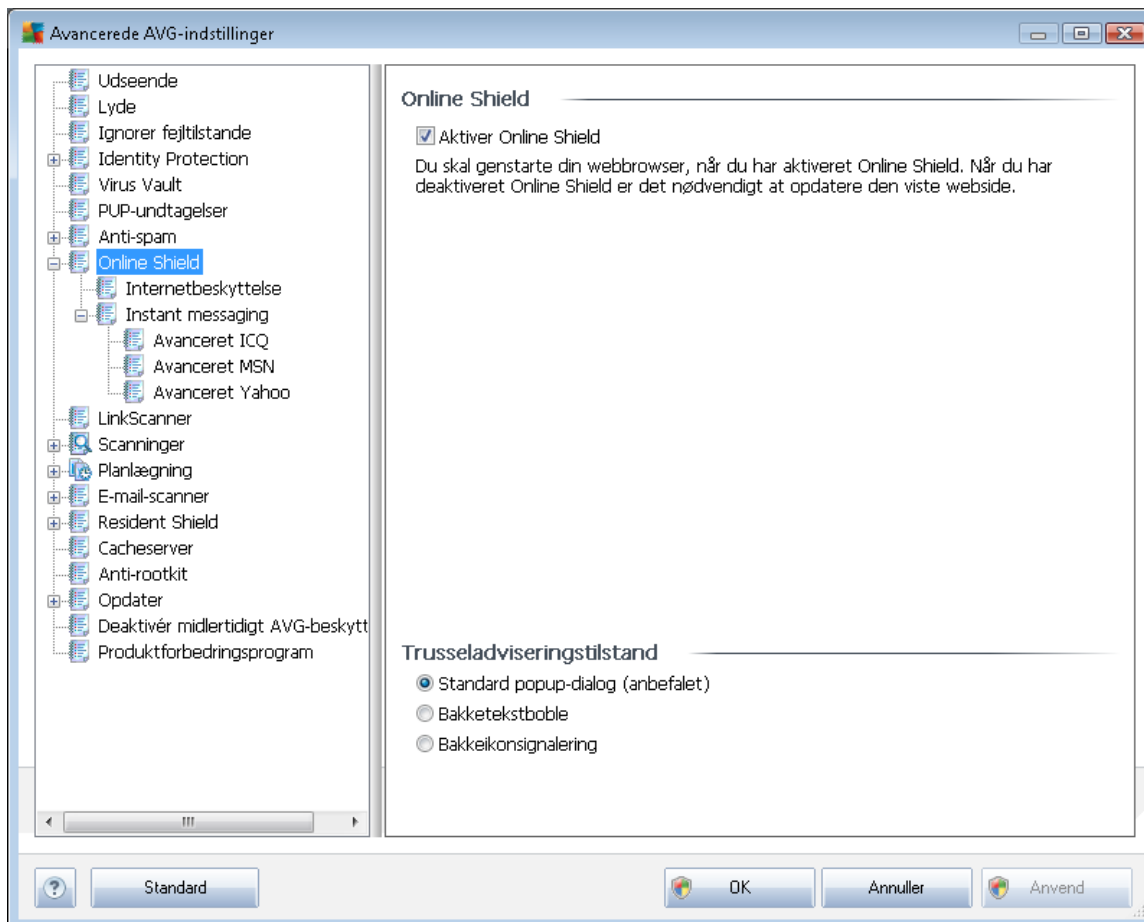 Avancerede AVG-indstillinger
Udseende
Lyde
Ignorer fejltilstande
Identity Protection
Virus Vault
PUP-undtagelser
Anti-spam
Online Shield
Internetbeskyttelse
Instant messaging
Avanceret ICQ
Avanceret MSN
Avanceret Yahoo
LinkScanner
Scanninger
Planlægning
E-mail-scanner
Resident Shield
Cacheserver
Anti-rootkit
Opdater
Deaktivér midlertidigt AVG-beskytt
Produktforbedringsprogram
Online Shield
Aktiver Online Shield
Du skal genstarte din webbrowser, når du har aktiveret Online Shield. Når du har
deaktiveret Online Shield er det nødvendigt at opdatere den viste webside.
Trusseladviseringstilstand
Standard popup-dialog (anbefalet)
Bakketekstboble
Bakkeikonsignalering
?
Standard
OK
Annuller
Anvend